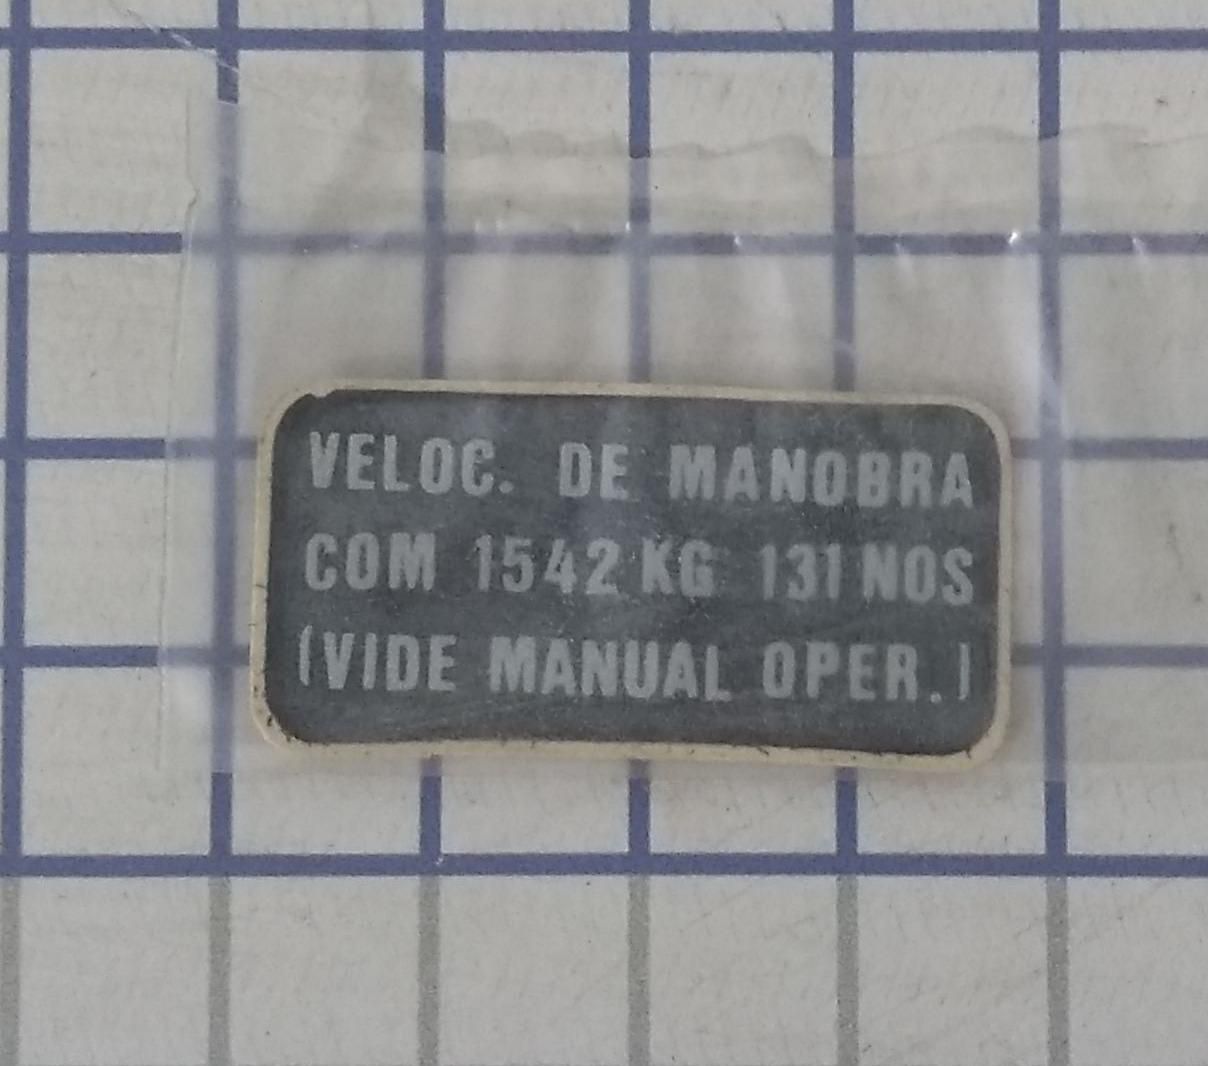 VELOC. DE MANOBRA
COM 1542 KG 131 NOS
(VIDE MANUAL OPER.)